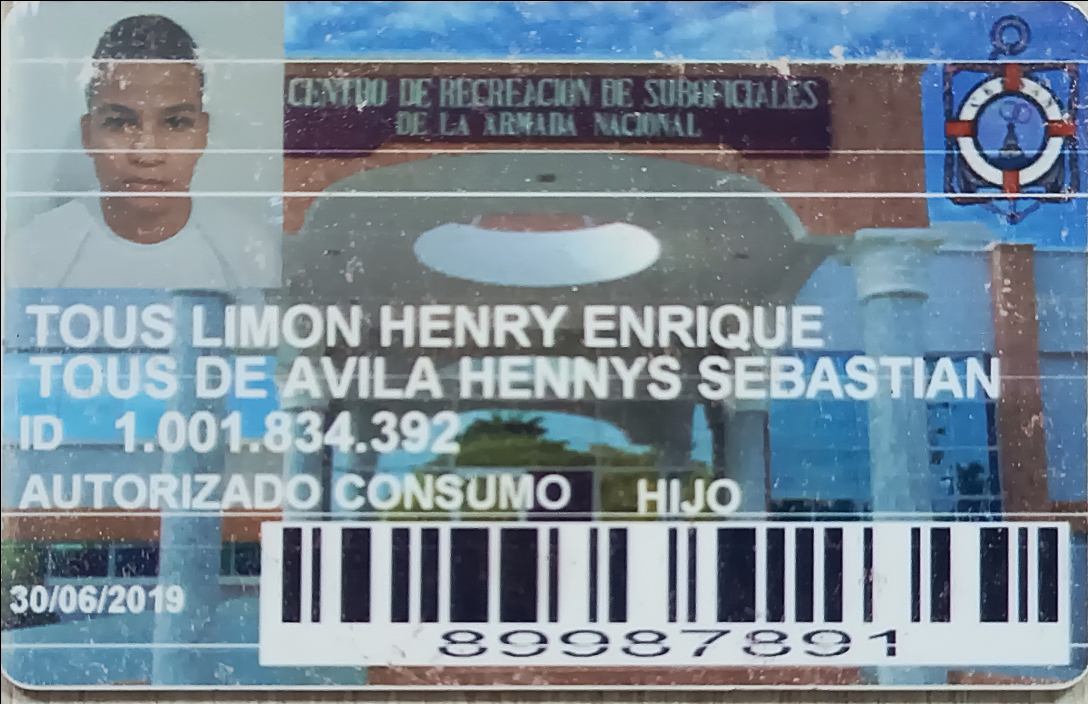 CENTRO DE RECREACION DE SUBOFICIALES
DE LA ARMADA NACIONAL
TOUS LIMON HENRY ENRIQUE
TOUS DE AVILA HENNYS SEBASTIAN
ID 1.001.834.392
AUTORIZADO CONSUMO HIJO
30/06/2019
89987891